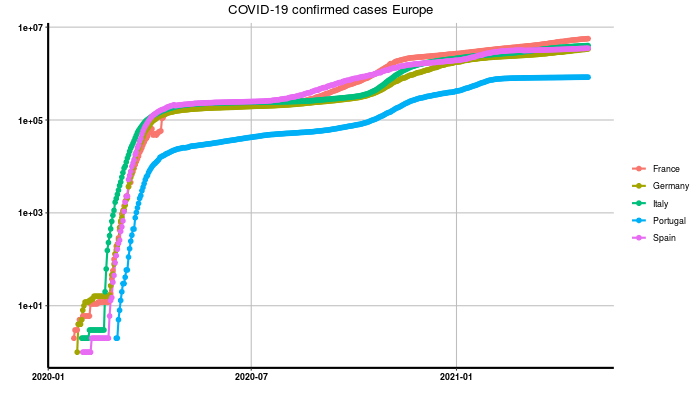 COVID-19 confirmed cases Europe
1e+07
1e+05
1e+03
1e+01
2020-01
2020-07
2021-01
France
Germany
Italy
Portugal
Spain